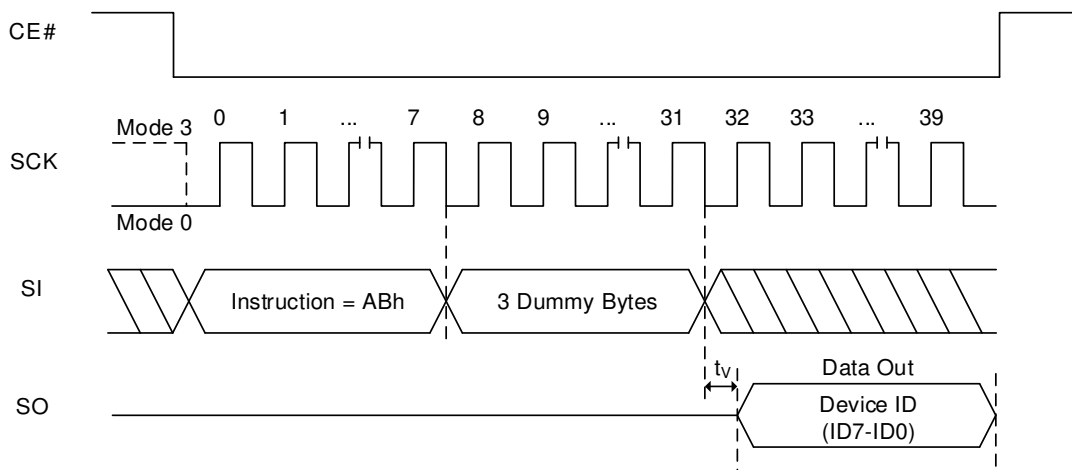 CE#
0 1 ... 7 8 9 ... 31 32 33 ... 39
Mode 3
SCK
Mode 0
SI
Instruction = ABh
3 Dummy Bytes
tV
Data Out
SO
Device ID
(ID7-ID0)